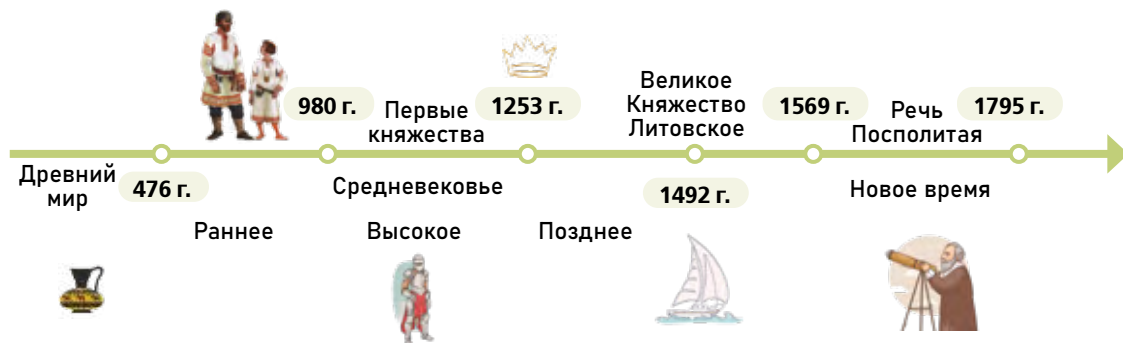 Великое
Княжество
Литовское
980 г.
Первые
княжества
1253 г.
1569 г.
Речь
Посполитая
1795 г.
Древний
мир
476 г.
Средневековье
1492 г.
Новое время
Раннее
Высокое
Позднее